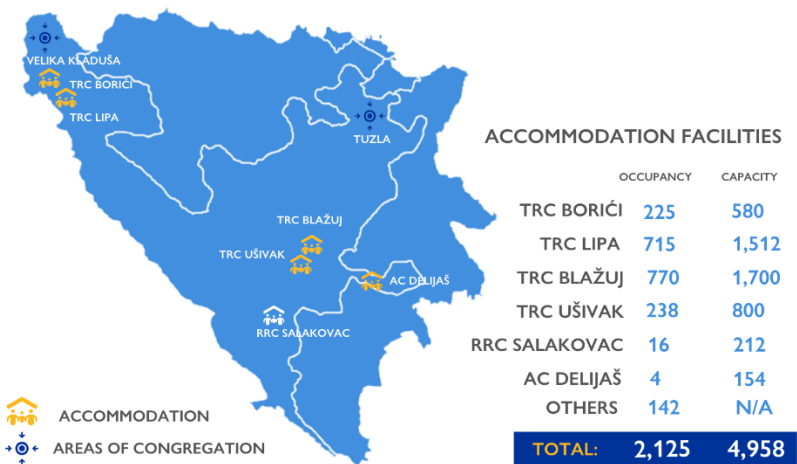 VELIKA KLADUŠA
TRC BORIĆI
TRC LIPA
TUZLA
TRC BLAŽUJ
TRC UŠIVAK
AC DELIJAŠ
RRC SALAKOVAC
ACCOMMODATION
AREAS OF CONGREGATION
ACCOMMODATION FACILITIES
OCCUPANCY CAPACITY
TRC BORIĆI 225 580
TRC LIPA 715 1,512
TRC BLAŽUJ 770 1,700
TRC UŠIVAK 238 800
RRC SALAKOVAC 16 212
AC DELIJAŠ 4 154
OTHERS 142 N/A
TOTAL: 2,125 4,958